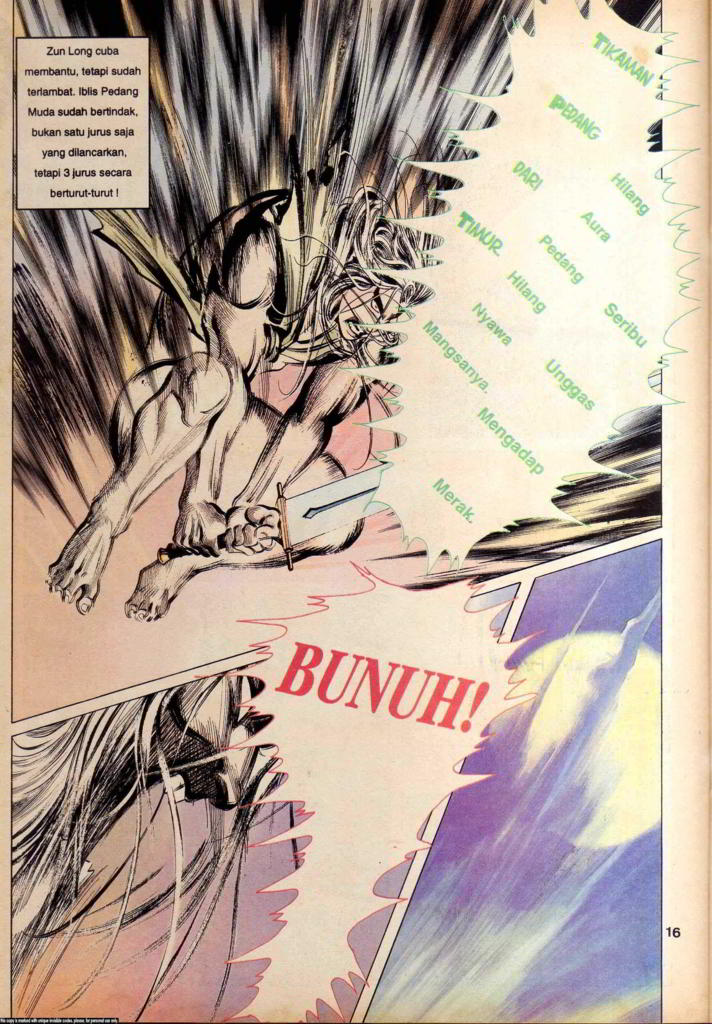 Zun Long cuba
membantu, tetapi sudah
terlambat. Iblis Pedang
Muda sudah bertindak,
bukan satu jurus saja
yang dilancarkan,
tetapi 3 jurus secara
berturut-turut !
TIKAMAN
PEDANG
DARI
TIMUR
Hilang
Aura
Pedang
Hilang
Nyawa
Mangsanya.
Seribu
Unggas
Mengadap
Merak.
BUNUH!
16
this copy is marked with unique invisible codes, please, for personal use only.